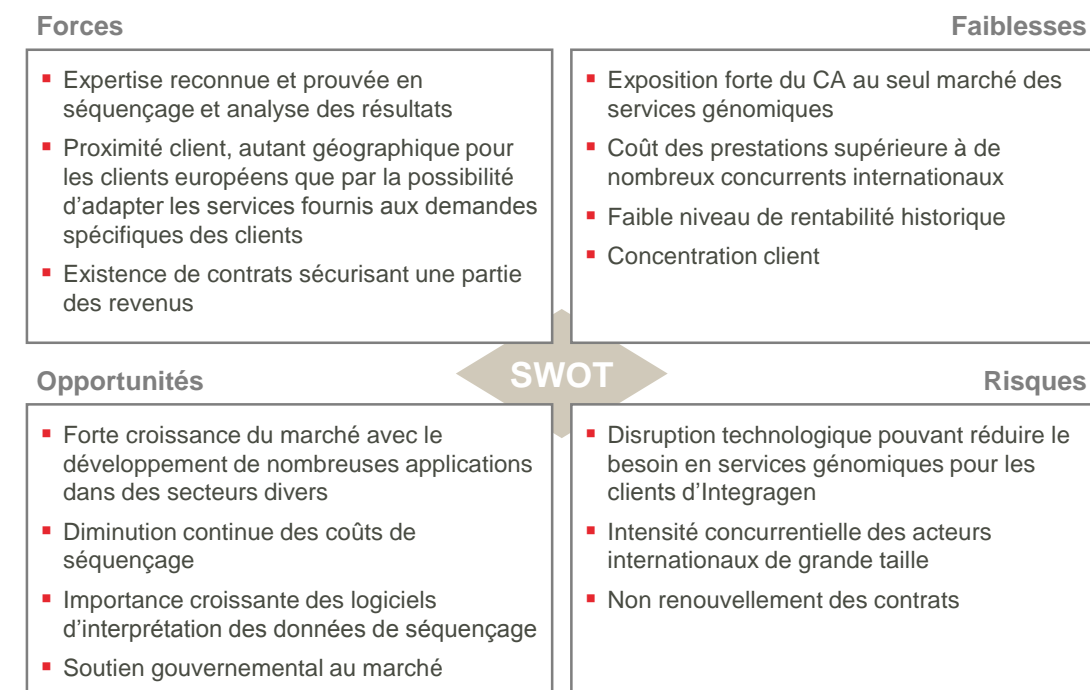 Forces
▪ Expertise reconnue et prouvée en
séquençage et analyse des résultats
▪ Proximité client, autant géographique pour
les clients européens que par la possibilité
d'adapter les services fournis aux demandes
spécifiques des clients
▪ Existence de contrats sécurisant une partie
des revenus
Faiblesses
▪ Exposition forte du CA au seul marché des
services génomiques
▪ Coût des prestations supérieure à de
nombreux concurrents internationaux
▪ Faible niveau de rentabilité historique
▪ Concentration client
SWOT
Opportunités
▪ Forte croissance du marché avec le
développement de nombreuses applications
dans des secteurs divers
▪ Diminution continue des coûts de
séquençage
▪ Importance croissante des logiciels
d'interprétation des données de séquençage
▪ Soutien gouvernemental au marché
Risques
▪ Disruption technologique pouvant réduire le
besoin en services génomiques pour les
clients d'Integragen
▪ Intensité concurrentielle des acteurs
internationaux de grande taille
▪ Non renouvellement des contrats